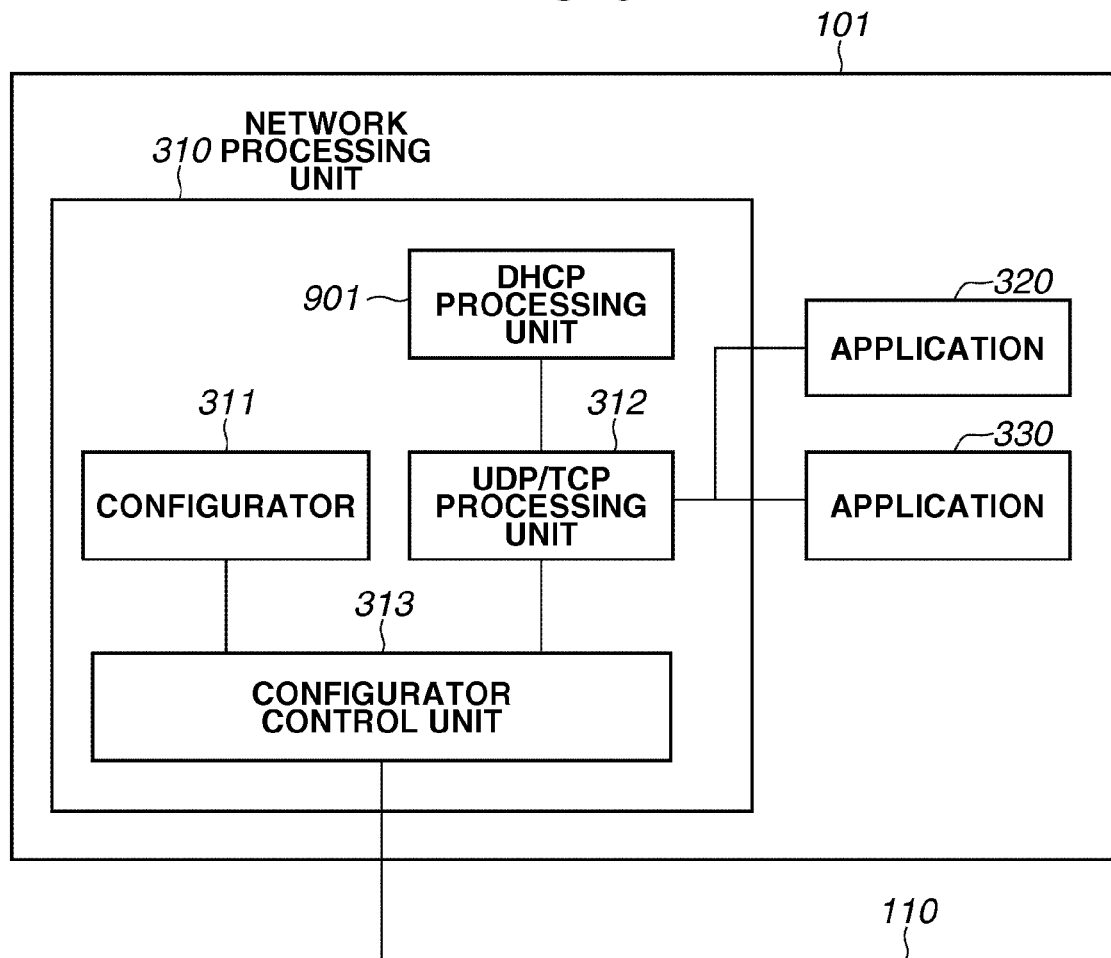 101
NETWORK
310 PROCESSING
UNIT
DHCP
901 PROCESSING
UNIT
320
APPLICATION
311
312
330
CONFIGURATOR
UDP/TCP
PROCESSING
UNIT
APPLICATION
313
CONFIGURATOR
CONTROL UNIT
110